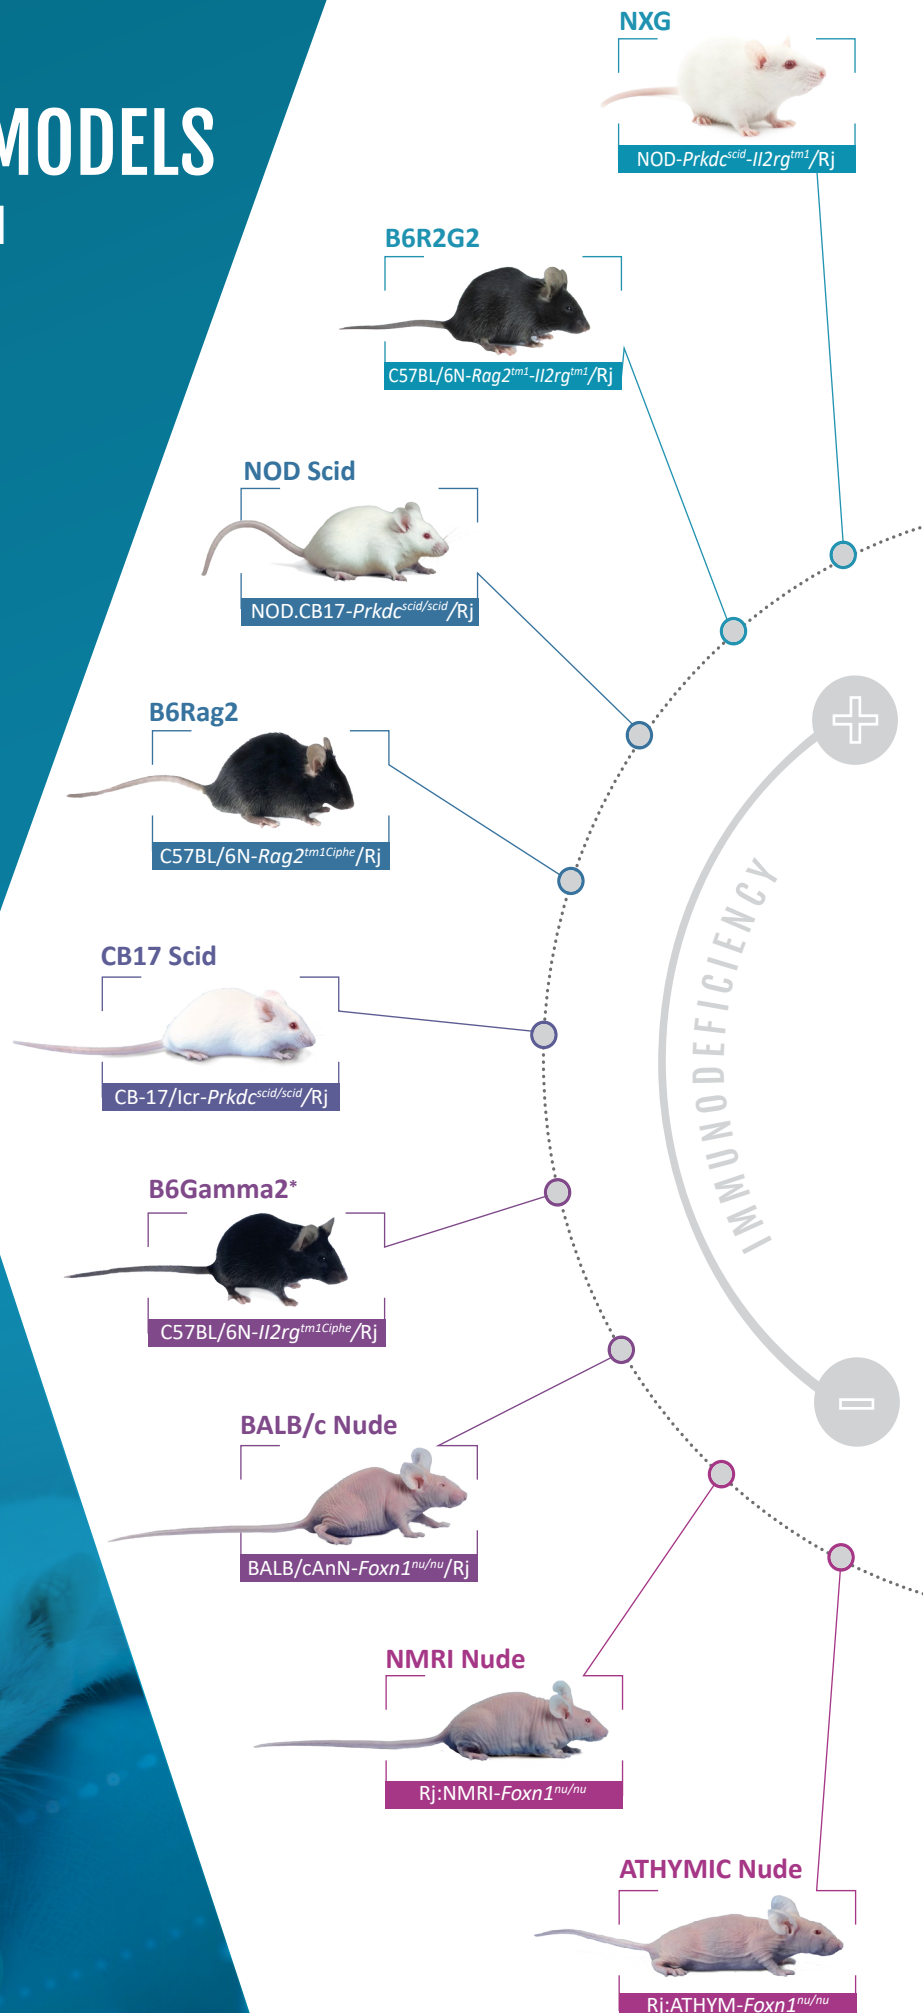 MODELS
NXG
NOD-Prkdcscid-Il2rgtm1/Rj
B6R2G2
C57BL/6N-Rag2tm1-Il2rgtm1/Rj
NOD Scid
NOD.CB17-Prkdcscid/scid/Rj
B6Rag2
C57BL/6N-Rag2tm1Ciphe/Rj
CB17 Scid
CB-17/Icr-Prkdcscid/scid/Rj
IMMUNODEFICIENCY
B6Gamma2*
C57BL/6N-Il2rgtm1Ciphe/Rj
BALB/c Nude
BALB/cAnN-Foxn1nu/nu/Rj
NMRI Nude
Rj:NMRI-Foxn1nu/nu
ATHYMIC Nude
Rj:ATHYM-Foxn1nu/nu